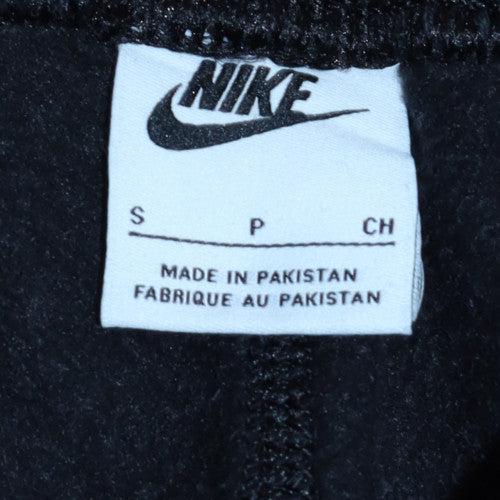 NIKE
S P CH
MADE IN PAKISTAN
FABRIQUE AU PAKISTAN